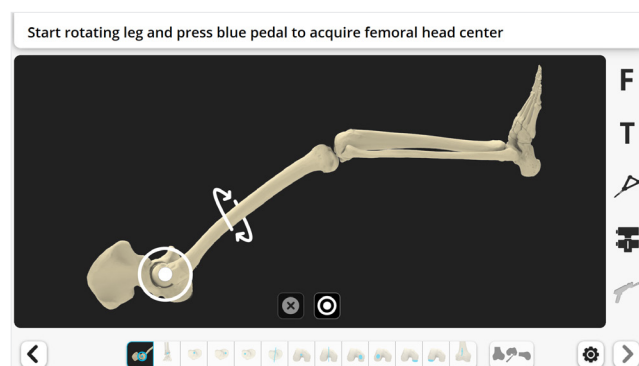 Start rotating leg and press blue pedal to acquire femoral head center
F
T